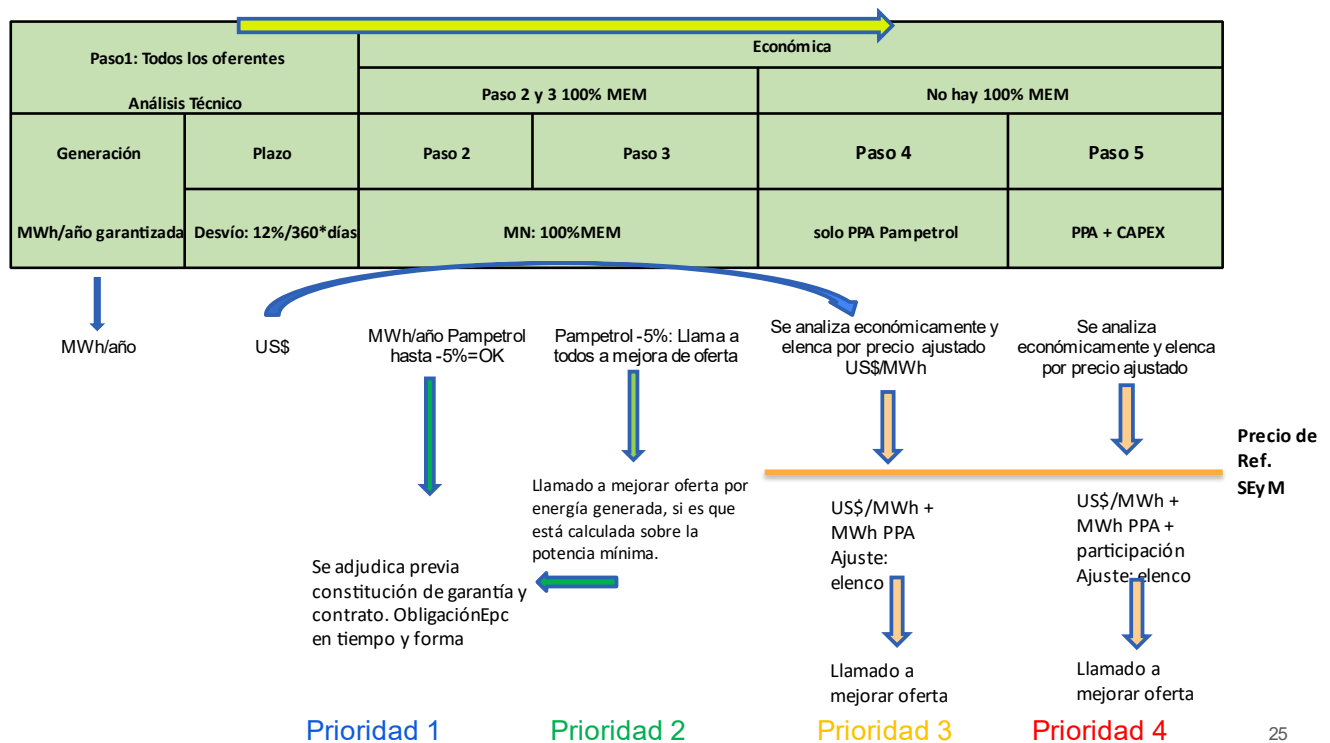 Paso1: Todos los oferentes
Análisis Técnico
Económica
Paso 2 y 3 100% MEM
No hay 100% MEM
Generación
Plazo
Paso 2
Paso 3
Paso 4
Paso 5
MWh/año garantizada
Desvío: 12%/360*días
MN: 100%MEM
solo PPA Pampetrol
PPA + CAPEX
MWh/año
US$
MWh/año Pampetrol
hasta -5%=OK
Pampetrol -5%: Llama a
todos a mejora de oferta
Se analiza económicamente y
elenca por precio ajustado
US$/MWh
Se analiza
económicamente y elenca
por precio ajustado
Precio de
Ref.
SEyM
Llamado a mejorar oferta por
energía generada, si es que
está calculada sobre la
potencia mínima.
Se adjudica previa
constitución de garantía y
contrato. ObligaciónEpc
en tiempo y forma
US$/MWh +
MWh PPA
Ajuste:
elenco
US$/MWh +
MWh PPA +
participación
Ajuste: elenco
Llamado a
mejorar oferta
Llamado a
mejorar oferta
Prioridad 1
Prioridad 2
Prioridad 3
Prioridad 4
25